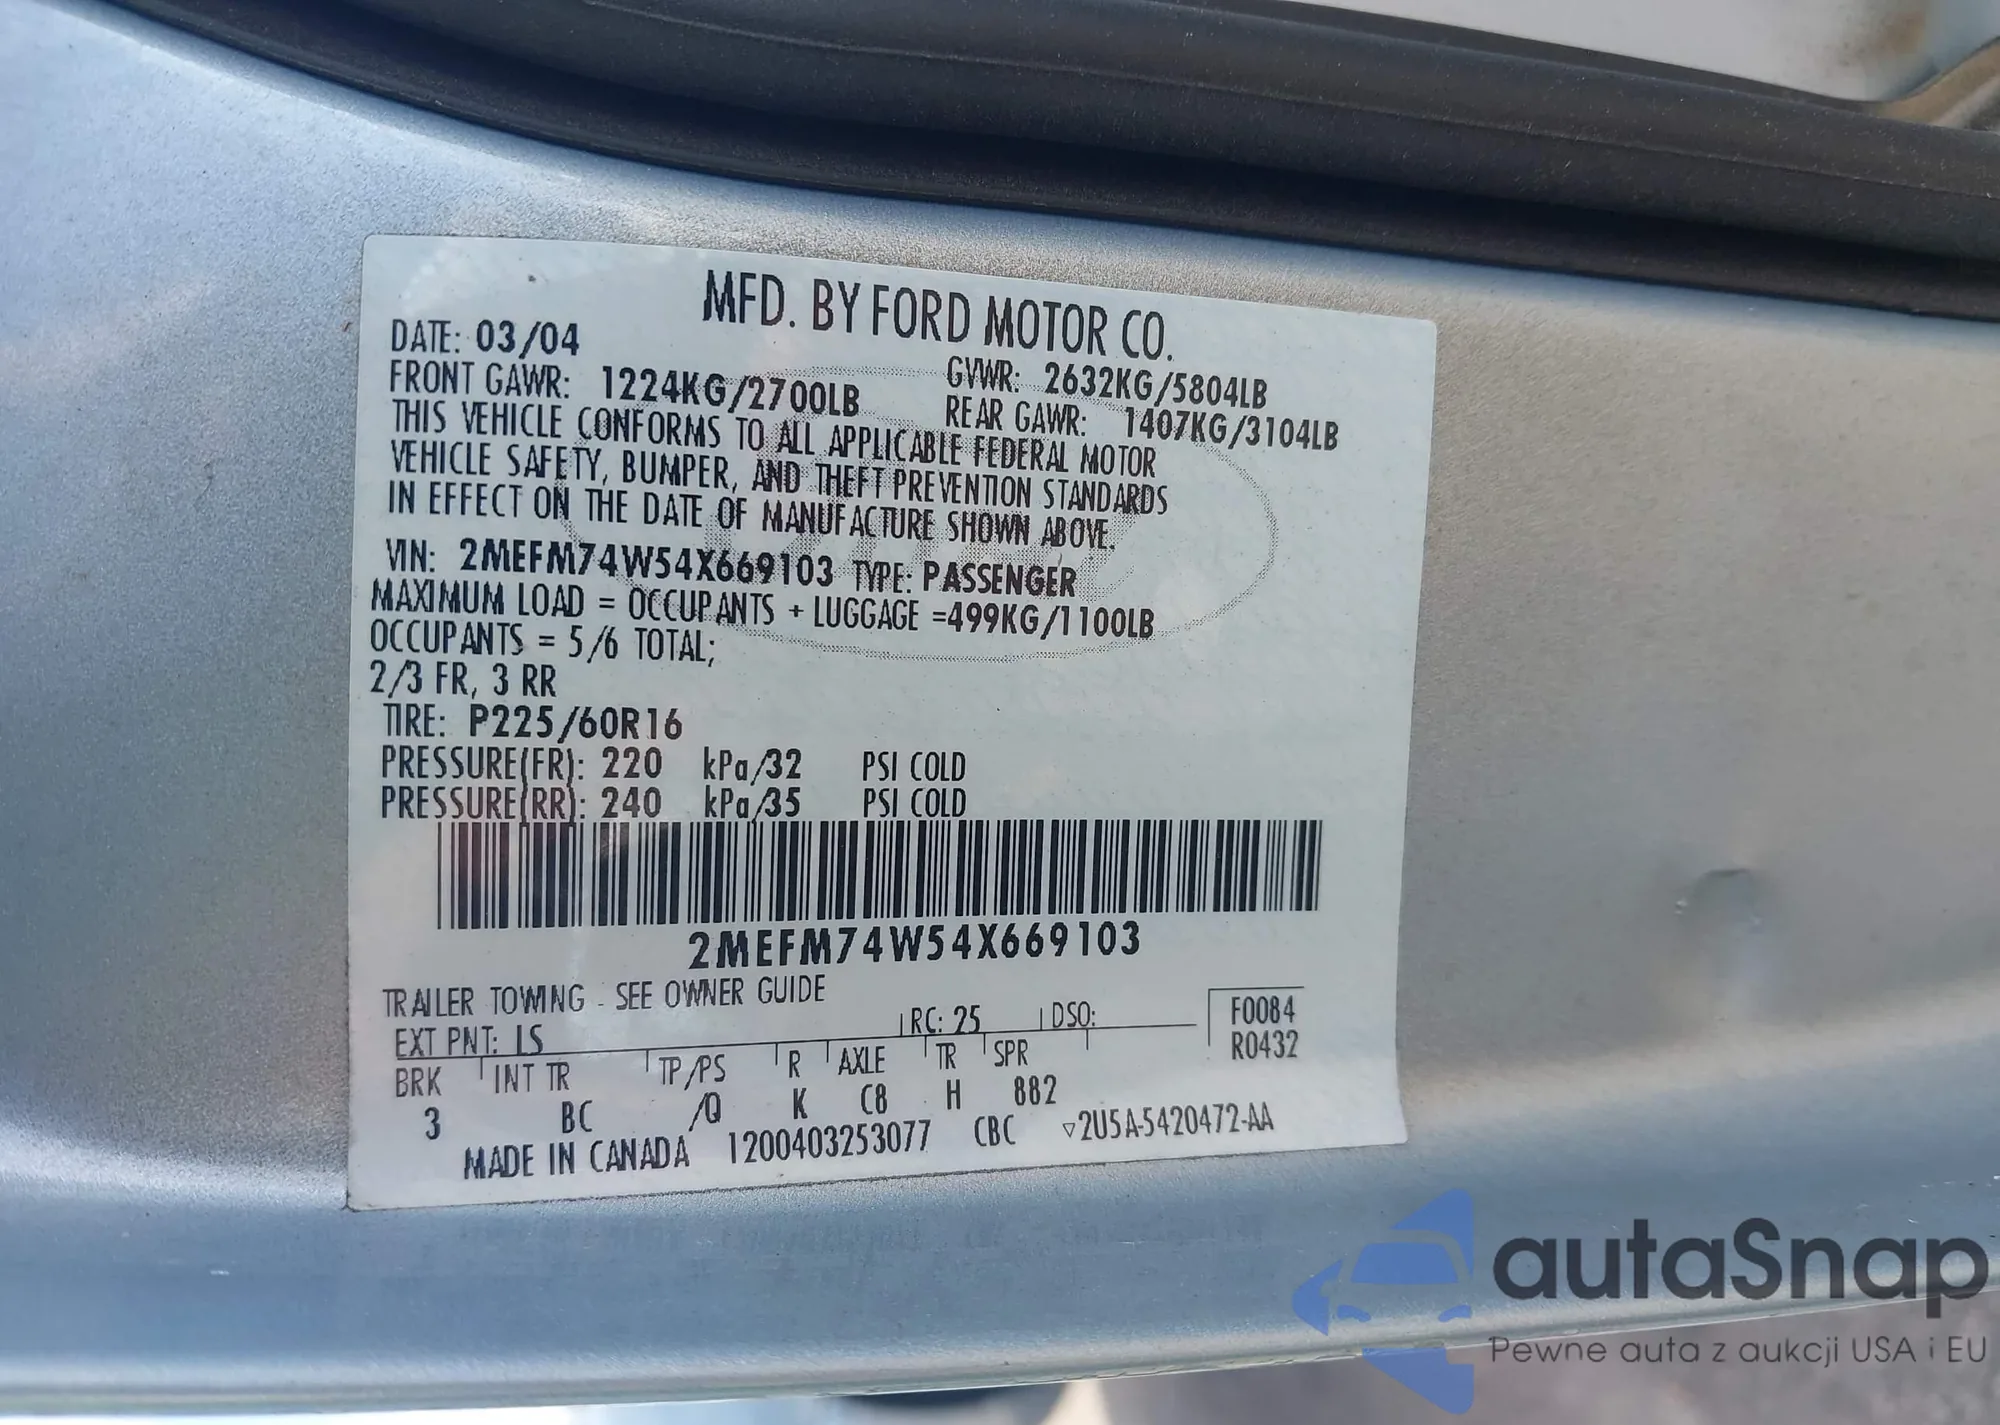 MFD. BY FORD MOTOR CO.
DATE: 03/04
GVWR: 2632KG/5804LB
FRONT GAWR: 1224KG/2700LB
REAR GAWR: 1407KG/3104LB
THIS VEHICLE CONFORMS TO ALL APPLICABLE FEDERAL MOTOR
VEHICLE SAFETY, BUMPER, AND THEFT PREVENTION STANDARDS
IN EFFECT ON THE DATE OF MANUFACTURE SHOWN ABOVE.
VIN: 2MEFM74W54X669103 TYPE: PASSENGER
MAXIMUM LOAD = OCCUPANTS + LUGGAGE =499KG/1100LB
OCCUPANTS = 5/6 TOTAL;
2/3 FR, 3 RR
TIRE: P225/60R16
PRESSURE(FR): 220 kPa/32 PSI COLD
PRESSURE(RR): 240 kPa/35 PSI COLD
2MEFM74W54X669103
TRAILER TOWING - SEE OWNER GUIDE
EXT PNT: LS RC: 25 DSO:
F0084
R0432
BRK INT TR TP/PS R AXLE TR SPR
3 BC /Q K C8 H 882
MADE IN CANADA 1200403253077 CBC ▽2U5A-5420472-AA
autaSnap
Pewne auta z aukcji USA i EU